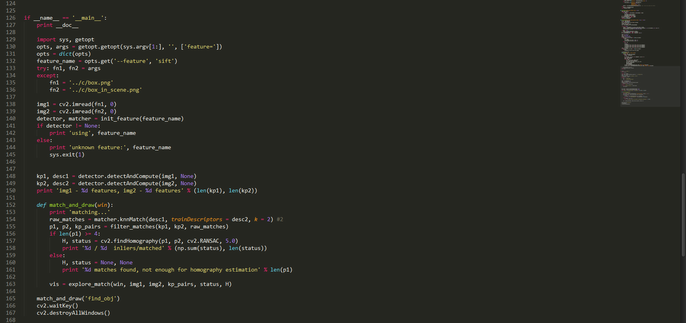 124
125
126 if __name__ == '__main__':
127 print __doc__
128
129 import sys, getopt
130 opts, args = getopt.getopt(sys.argv[1:], '', ['feature='])
131 opts = dict(opts)
132 feature_name = opts.get('--feature', 'sift')
133 try: fn1, fn2 = args
134 except:
135 fn1 = '../c/box.png'
136 fn2 = '../c/box_in_scene.png'
137
138 img1 = cv2.imread(fn1, 0)
139 img2 = cv2.imread(fn2, 0)
140 detector, matcher = init_feature(feature_name)
141 if detector != None:
142 print 'using', feature_name
143 else:
144 print 'unknown feature:', feature_name
145 sys.exit(1)
146
147
148 kp1, desc1 = detector.detectAndCompute(img1, None)
149 kp2, desc2 = detector.detectAndCompute(img2, None)
150 print 'img1 - %d features, img2 - %d features' % (len(kp1), len(kp2))
151
152 def match_and_draw(win):
153 print 'matching...'
154 raw_matches = matcher.knnMatch(desc1, trainDescriptors = desc2, k = 2) #2
155 p1, p2, kp_pairs = filter_matches(kp1, kp2, raw_matches)
156 if len(p1) >= 4:
157 H, status = cv2.findHomography(p1, p2, cv2.RANSAC, 5.0)
158 print '%d / %d  inliers/matched' % (np.sum(status), len(status))
159 else:
160 H, status = None, None
161 print '%d matches found, not enough for homography estimation' % len(p1)
162
163 vis = explore_match(win, img1, img2, kp_pairs, status, H)
164
165 match_and_draw('find_obj')
166 cv2.waitKey()
167 cv2.destroyAllWindows()